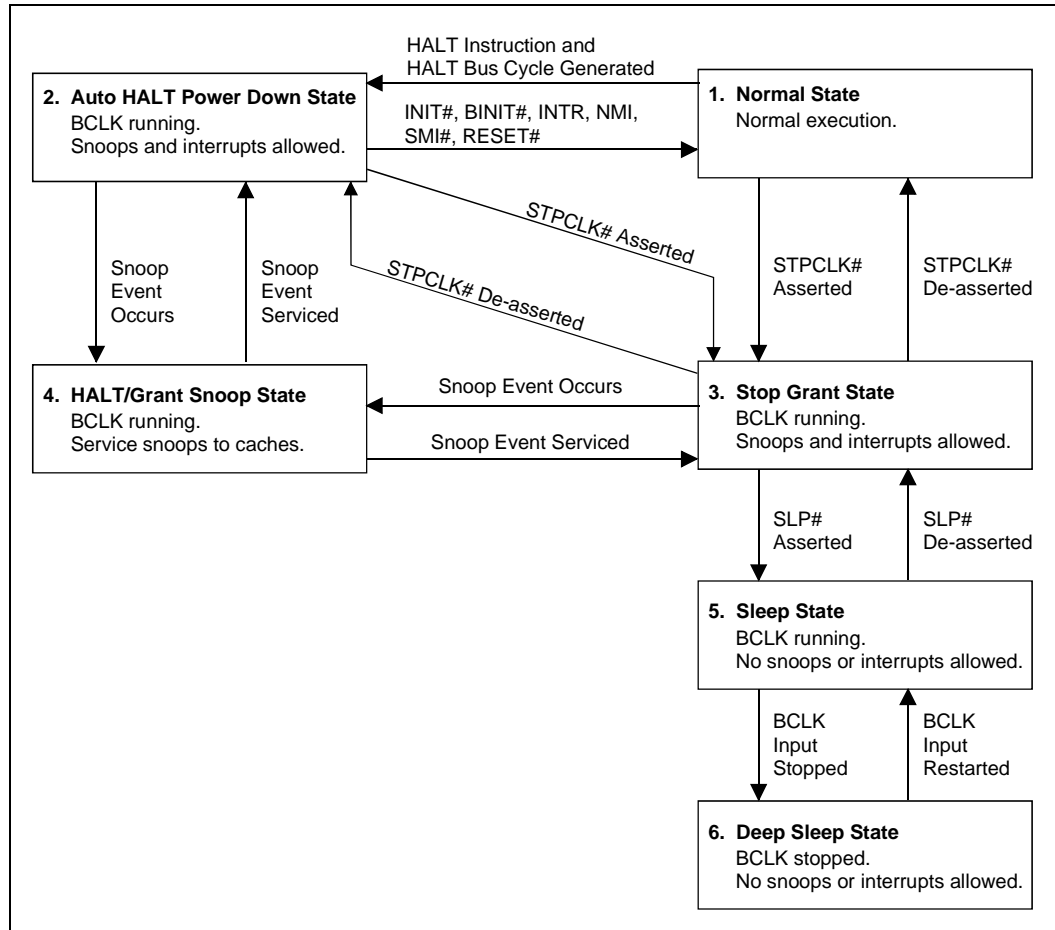 HALT Instruction and
HALT Bus Cycle Generated
2. Auto HALT Power Down State
BCLK running.
Snoops and interrupts allowed.
INIT#, BINIT#, INTR, NMI,
SMI#, RESET#
1. Normal State
Normal execution.
STPCLK# Asserted
STPCLK# De-asserted
Snoop
Event
Occurs
Snoop
Event
Serviced
STPCLK#
Asserted
STPCLK#
De-asserted
4. HALT/Grant Snoop State
BCLK running.
Service snoops to caches.
Snoop Event Occurs
Snoop Event Serviced
3. Stop Grant State
BCLK running.
Snoops and interrupts allowed.
SLP#
Asserted
SLP#
De-asserted
5. Sleep State
BCLK running.
No snoops or interrupts allowed.
BCLK
Input
Stopped
BCLK
Input
Restarted
6. Deep Sleep State
BCLK stopped.
No snoops or interrupts allowed.